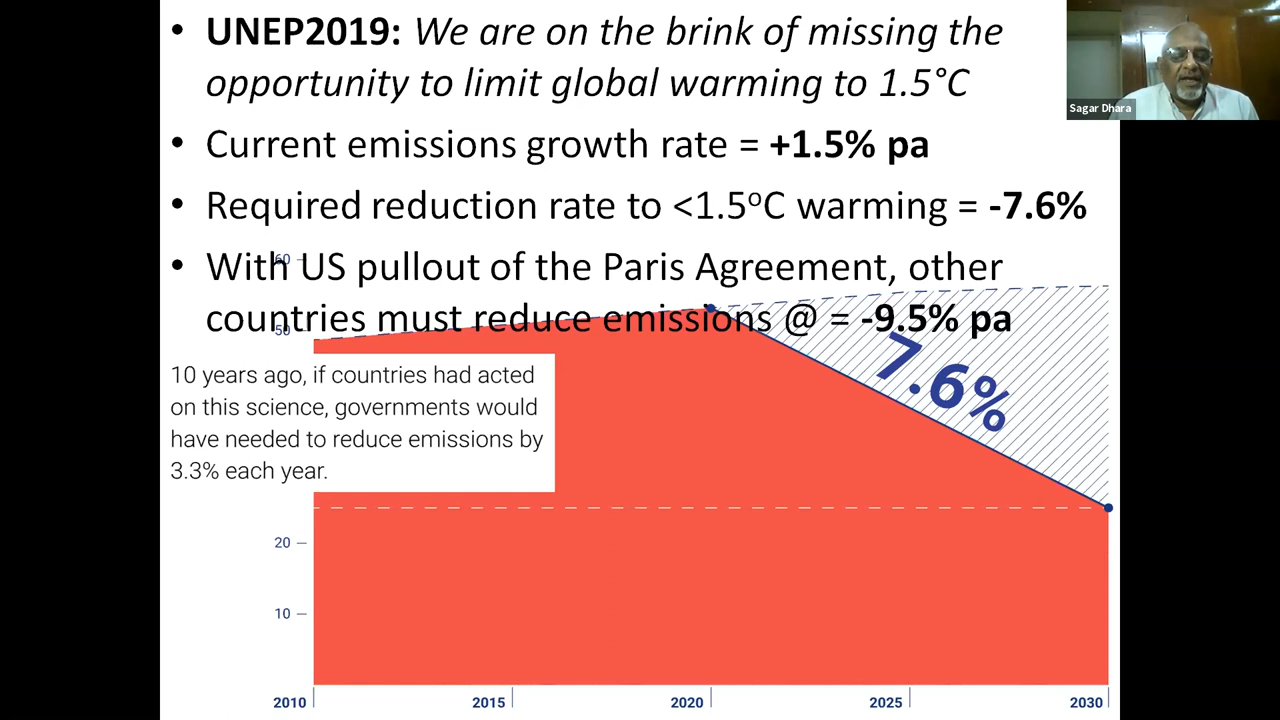 • UNEP2019: We are on the brink of missing the
opportunity to limit global warming to 1.5°C
• Current emissions growth rate = +1.5% pa
• Required reduction rate to <1.5°C warming = -7.6%
• With US pullout of the Paris Agreement, other
countries must reduce emissions @ = -9.5% pa
Sagar Dhara
60
50
7.6%
10 years ago, if countries had acted
on this science, governments would
have needed to reduce emissions by
3.3% each year.
20
10
2010 2015 2020 2025 2030